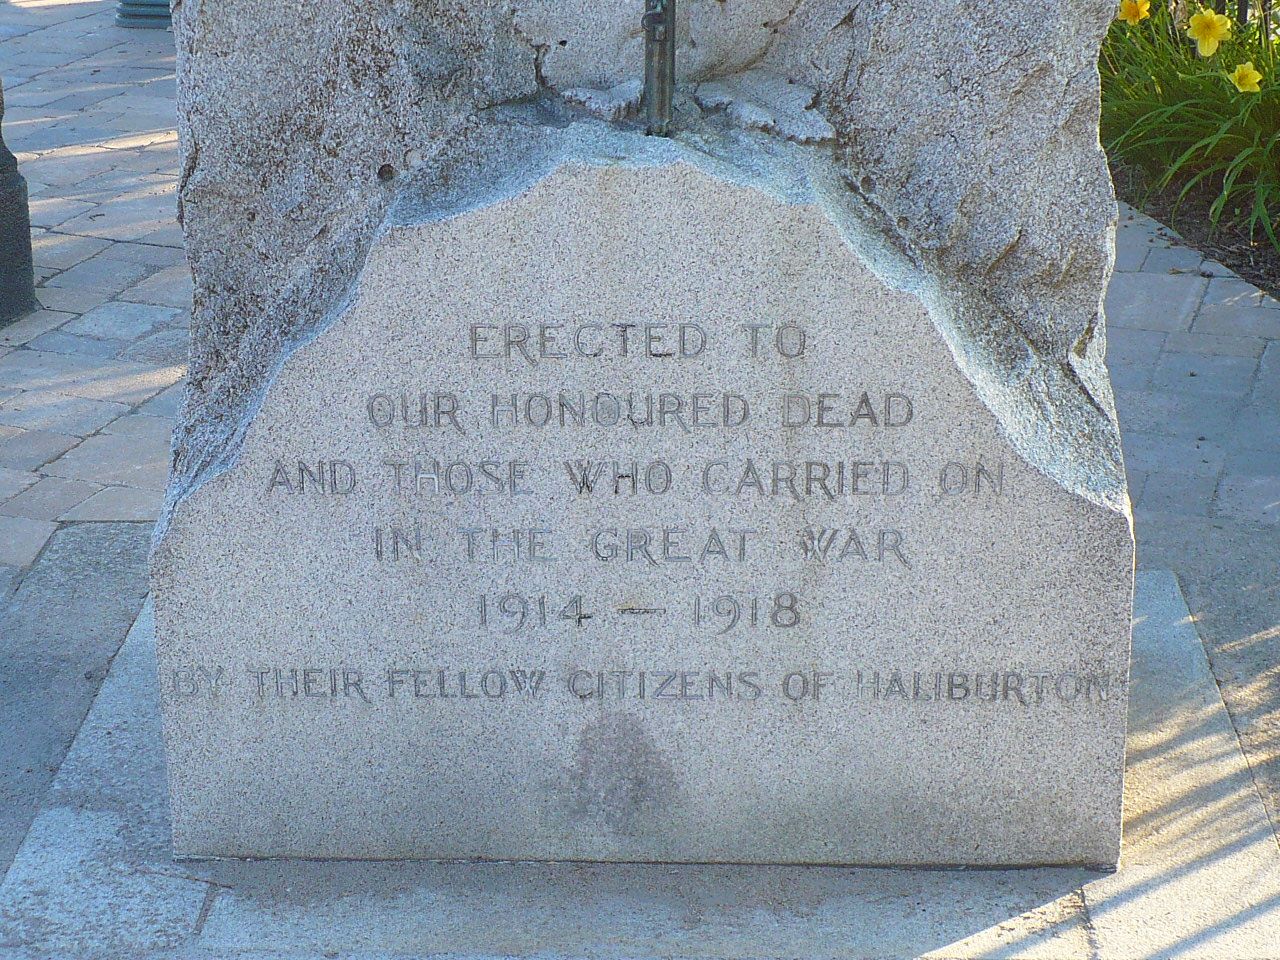 ERECTED TO
OUR HONOURED DEAD
AND THOSE WHO CARRIED ON
IN THE GREAT WAR
1914 — 1918
BY THEIR FELLOW CITIZENS OF HALIBURTON